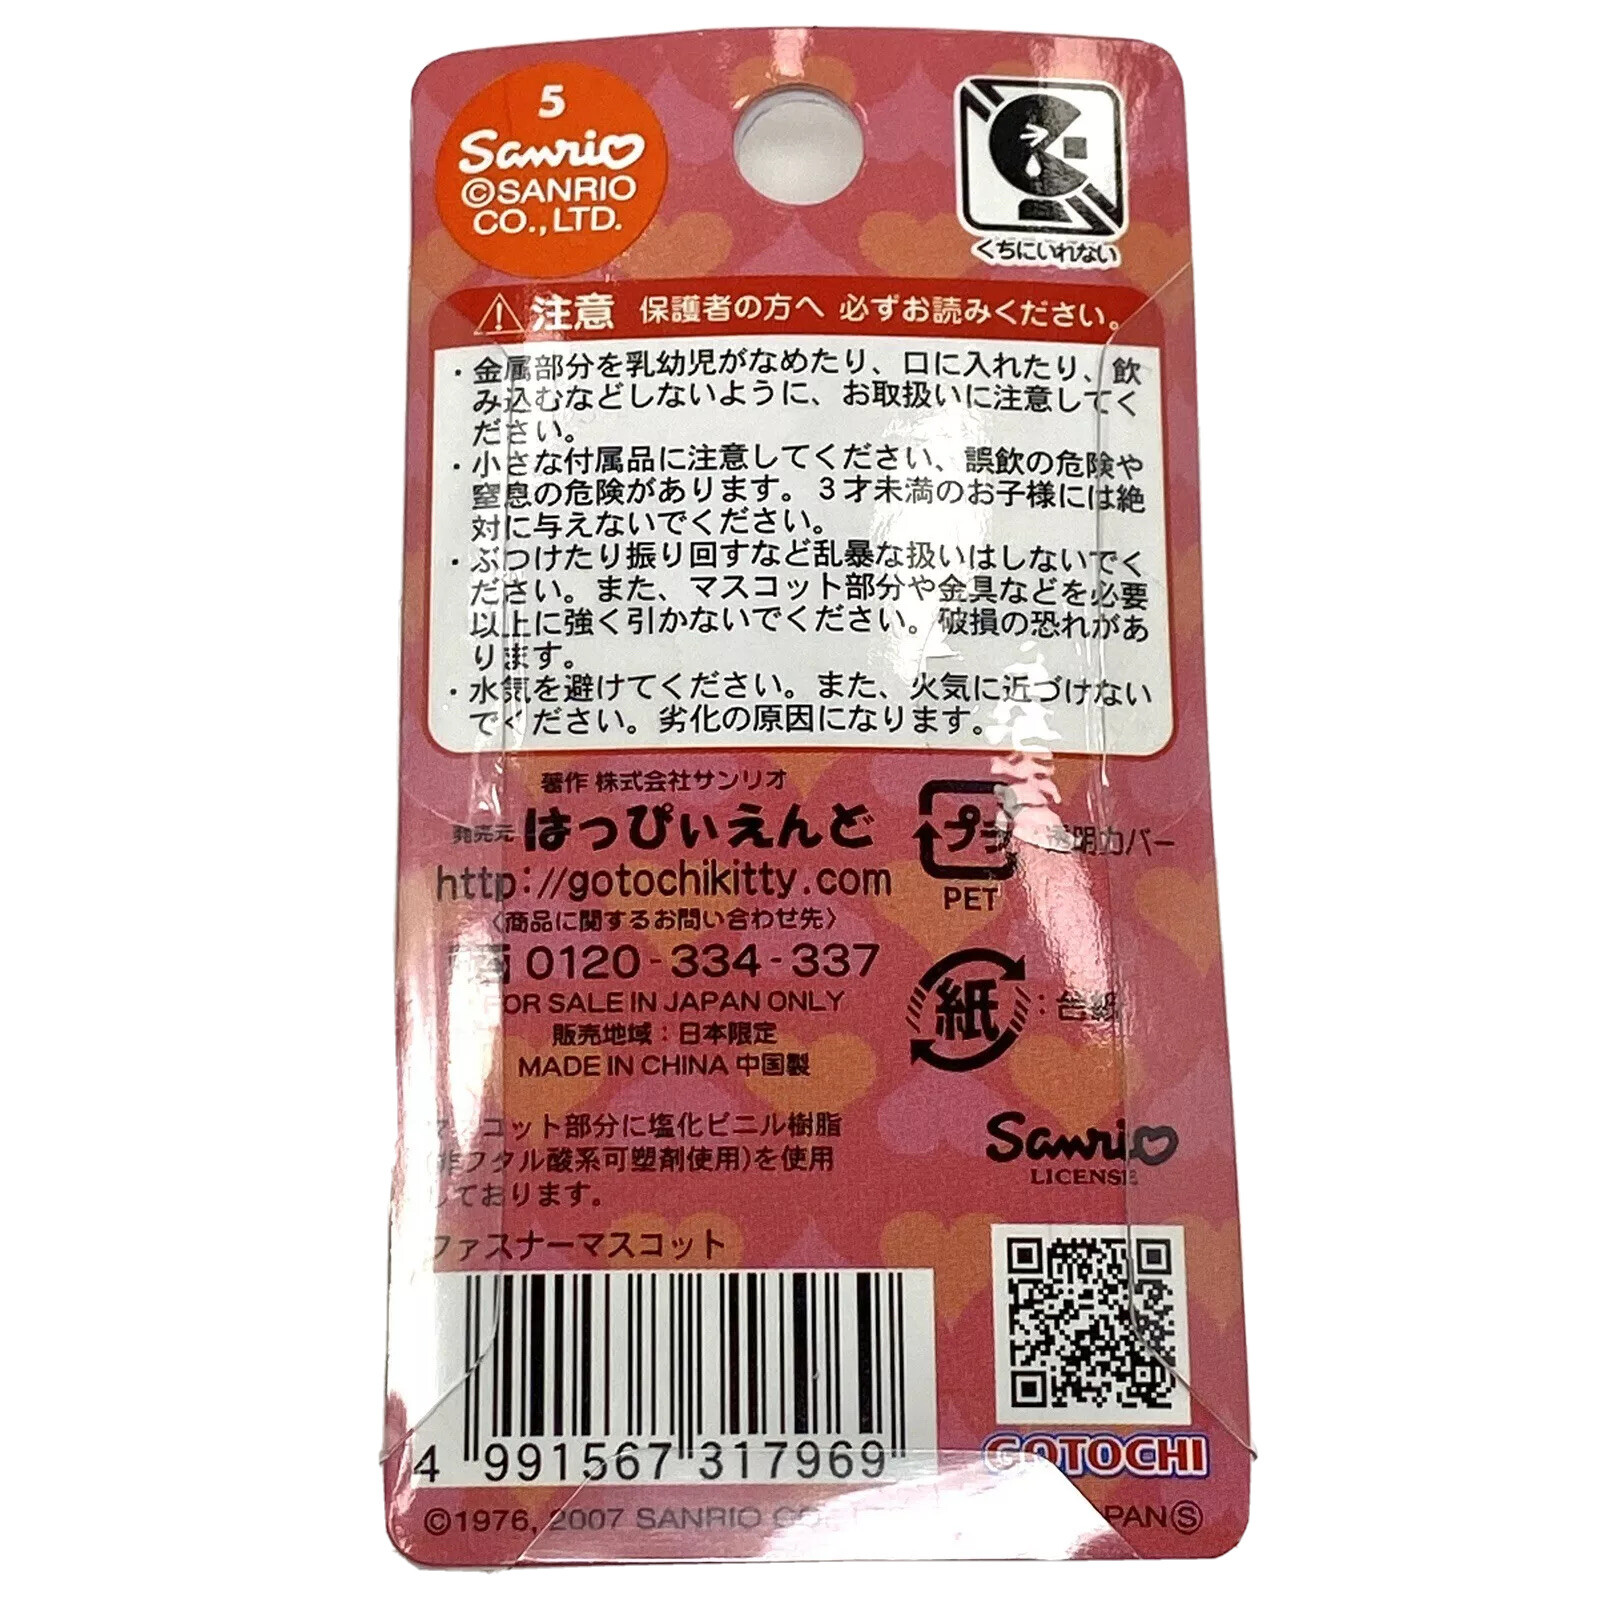 5
Sanrio
©SANRIO
CO., LTD.
くちにいれない
注意 保護者の方へ 必ずお読みください。
・金属部分を乳幼児がなめたり、口に入れたり、飲
み込むなどしないように、お取扱いに注意してく
ださい。
・小さな付属品に注意してください、誤飲の危険や
窒息の危険があります。3才未満のお子様には絶
対に与えないでください。
・ぶつけたり振り回すなど乱暴な扱いはしないでく
ださい。また、マスコット部分や金具などを必要
以上に強く引かないでください。破損の恐れがあ
ります。
・水気を避けてください。また、火気に近づけない
でください。劣化の原因になります。
著作 株式会社サンリオ
発売元 はっぴぃえんど
http://gotochikitty.com
〈商品に関するお問い合わせ先〉
0120-334-337
FOR SALE IN JAPAN ONLY
販売地域：日本限定
MADE IN CHINA 中国製
プラ：透明カバー
PET
紙：台紙
マスコット部分に塩化ビニル樹脂
(非フタル酸系可塑剤使用)を使用
しております。
Sanrio
LICENSE
ファスナーマスコット
4 991567 317969
GOTOCHI
©1976, 2007 SANRIO CO. JAPAN Ⓢ